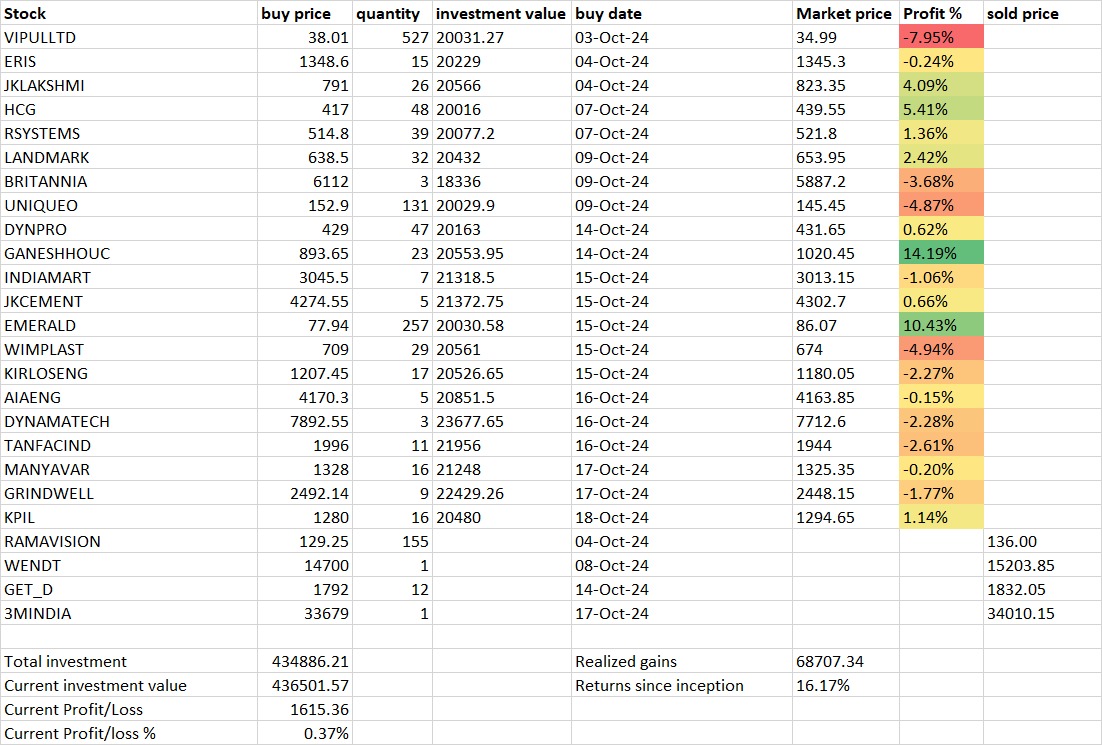 Stock buy price quantity investment value buy date Market price Profit % sold price
VIPULLTD 38.01 527 20031.27 03-Oct-24 34.99 -7.95%
ERIS 1348.6 15 20229 04-Oct-24 1345.3 -0.24%
JKLAKSHMI 791 26 20566 04-Oct-24 823.35 4.09%
HCG 417 48 20016 07-Oct-24 439.55 5.41%
RSYSTEMS 514.8 39 20077.2 07-Oct-24 521.8 1.36%
LANDMARK 638.5 32 20432 09-Oct-24 653.95 2.42%
BRITANNIA 6112 3 18336 09-Oct-24 5887.2 -3.68%
UNIQUEO 152.9 131 20029.9 09-Oct-24 145.45 -4.87%
DYNPRO 429 47 20163 14-Oct-24 431.65 0.62%
GANESHHOUC 893.65 23 20553.95 14-Oct-24 1020.45 14.19%
INDIAMART 3045.5 7 21318.5 15-Oct-24 3013.15 -1.06%
JKCEMENT 4274.55 5 21372.75 15-Oct-24 4302.7 0.66%
EMERALD 77.94 257 20030.58 15-Oct-24 86.07 10.43%
WIMPLAST 709 29 20561 15-Oct-24 674 -4.94%
KIRLOSENG 1207.45 17 20526.65 15-Oct-24 1180.05 -2.27%
AIAENG 4170.3 5 20851.5 16-Oct-24 4163.85 -0.15%
DYNAMATECH 7892.55 3 23677.65 16-Oct-24 7712.6 -2.28%
TANFACIND 1996 11 21956 16-Oct-24 1944 -2.61%
MANYAVAR 1328 16 21248 17-Oct-24 1325.35 -0.20%
GRINDWELL 2492.14 9 22429.26 17-Oct-24 2448.15 -1.77%
KPIL 1280 16 20480 18-Oct-24 1294.65 1.14%
RAMAVISION 129.25 155 04-Oct-24 136.00
WENDT 14700 1 08-Oct-24 15203.85
GET_D 1792 12 14-Oct-24 1832.05
3MINDIA 33679 1 17-Oct-24 34010.15
Total investment 434886.21 Realized gains 68707.34
Current investment value 436501.57 Returns since inception 16.17%
Current Profit/Loss 1615.36
Current Profit/loss % 0.37%